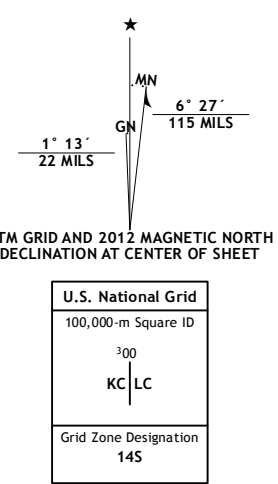 ★
MN
6° 27´
115 MILS
GN
1° 13´
22 MILS
TM GRID AND 2012 MAGNETIC NORTH
DECLINATION AT CENTER OF SHEET
U.S. National Grid
100,000-m Square ID
³00
KC LC
Grid Zone Designation
14S